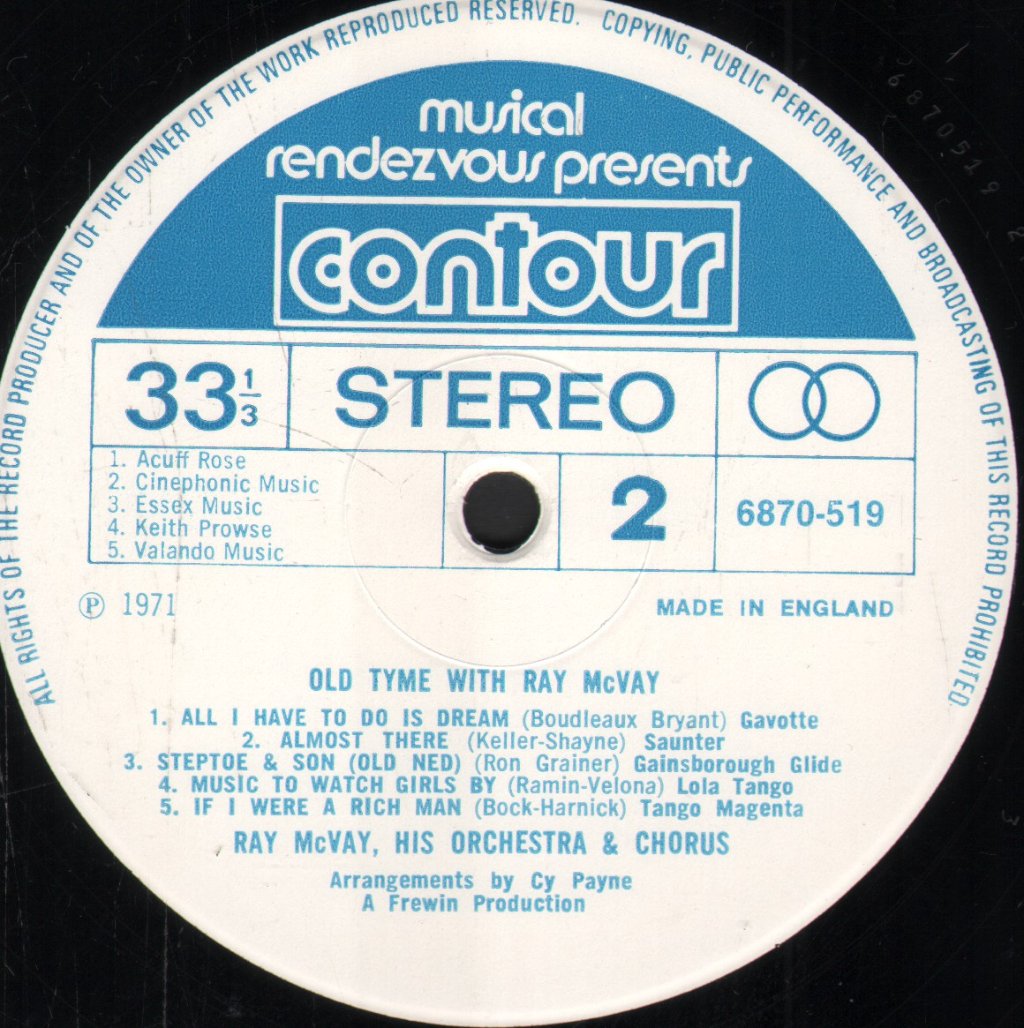 ALL RIGHTS OF THE RECORD PRODUCER AND OF THE OWNER OF THE WORK REPRODUCED RESERVED. COPYING, PUBLIC PERFORMANCE AND BROADCASTING OF THIS RECORD PROHIBITED
musical
rendezvous presents
contour
33 1/3 STEREO
1. Acuff Rose
2. Cinephonic Music
3. Essex Music
4. Keith Prowse
5. Valando Music
2
6870-519
℗ 1971
MADE IN ENGLAND
OLD TYME WITH RAY McVAY
1. ALL I HAVE TO DO IS DREAM (Boudleaux Bryant) Gavotte
2. ALMOST THERE (Keller-Shayne) Saunter
3. STEPTOE & SON (OLD NED) (Ron Grainer) Gainsborough Glide
4. MUSIC TO WATCH GIRLS BY (Ramin-Velona) Lola Tango
5. IF I WERE A RICH MAN (Bock-Harnick) Tango Magenta
RAY McVAY, HIS ORCHESTRA & CHORUS
Arrangements by Cy Payne
A Frewin Production
6870519